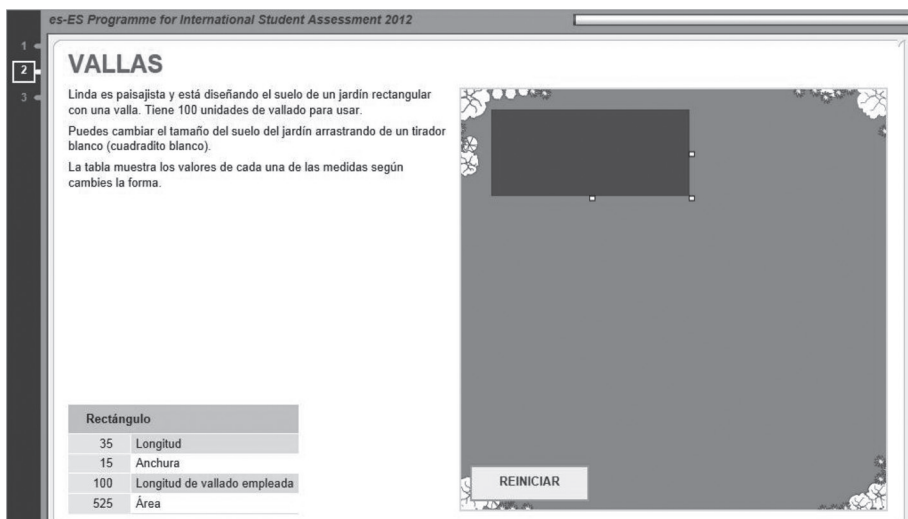 es-ES Programme for International Student Assessment 2012
1
2
3
VALLAS
Linda es paisajista y está diseñando el suelo de un jardín rectangular
con una valla. Tiene 100 unidades de vallado para usar.
Puedes cambiar el tamaño del suelo del jardín arrastrando de un tirador
blanco (cuadradito blanco).
La tabla muestra los valores de cada una de las medidas según
cambies la forma.
Rectángulo
35 Longitud
15 Anchura
100 Longitud de vallado empleada
525 Área
REINICIAR